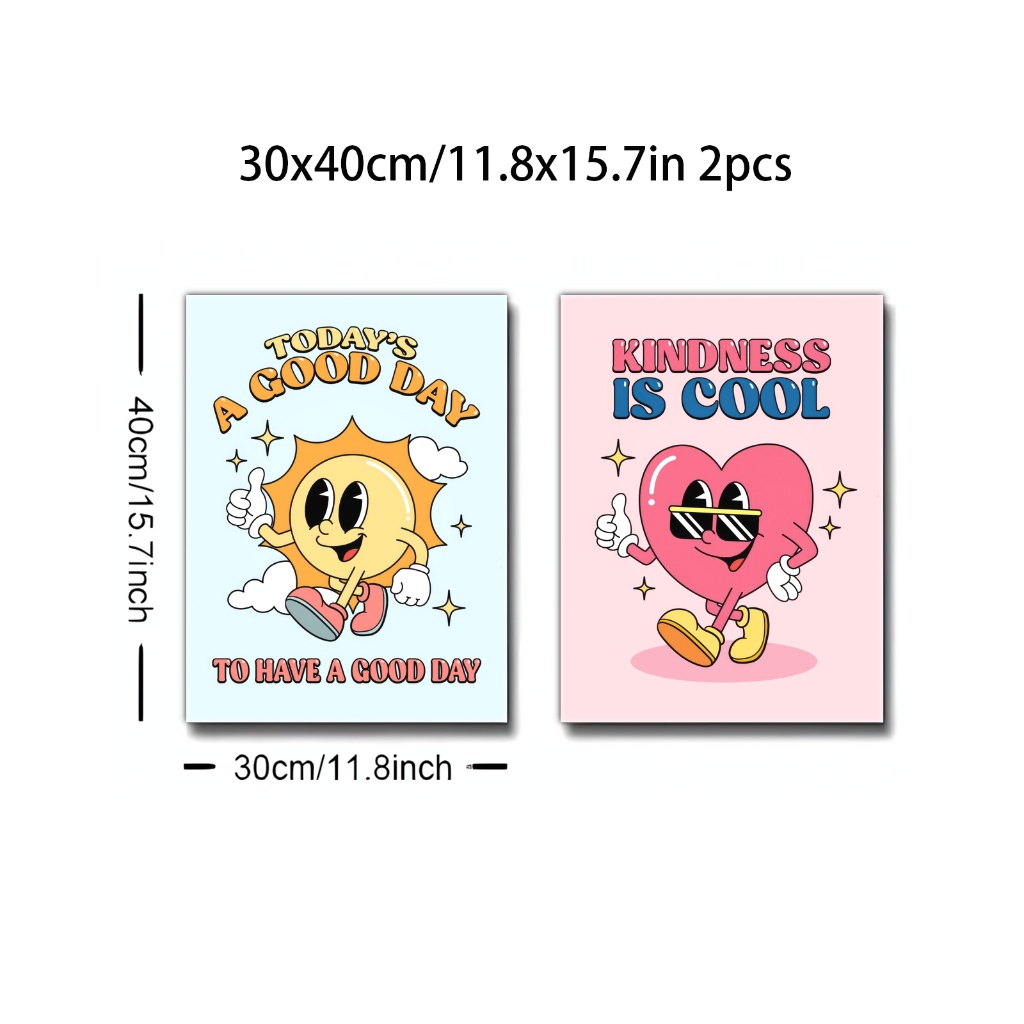 30x40cm/11.8x15.7in 2pcs
TODAY'S
A GOOD DAY
TO HAVE A GOOD DAY
KINDNESS
IS COOL
40cm/15.7inch
30cm/11.8inch